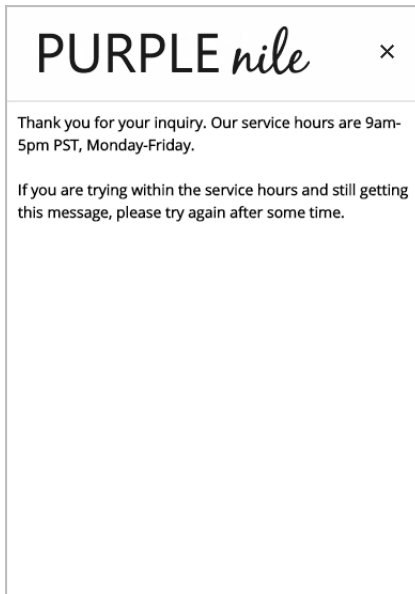 PURPLE nile
Thank you for your inquiry. Our service hours are 9am-
5pm PST, Monday-Friday.
If you are trying within the service hours and still getting
this message, please try again after some time.